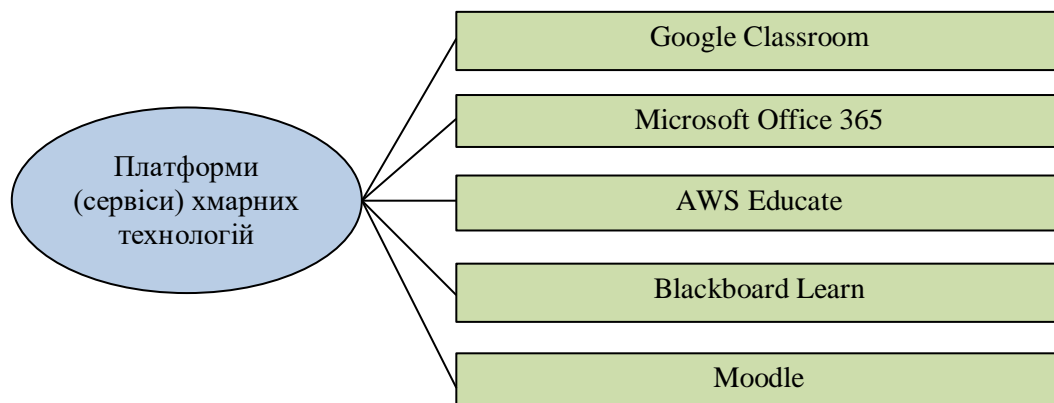 Платформи
(сервіси) хмарних
технологій
Google Classroom
Microsoft Office 365
AWS Educate
Blackboard Learn
Moodle